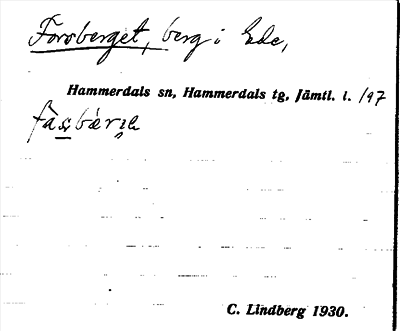 Forsberget, berg i Ede,
Hammerdals sn, Hammerdals tg, Jämtl. l. 197
C. Lindberg 1930.